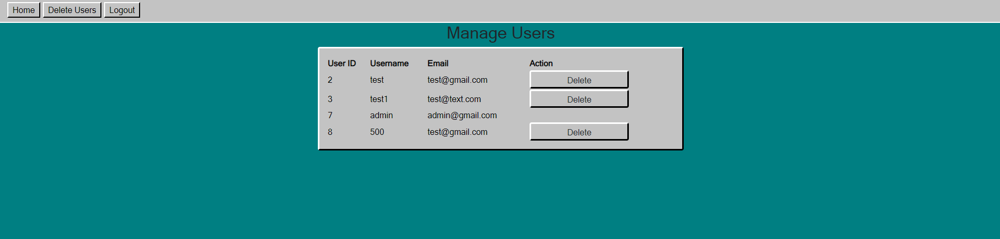 Home Delete Users Logout
Manage Users
User ID Username Email Action
2 test test@gmail.com Delete
3 test1 test@text.com Delete
7 admin admin@gmail.com
8 500 test@gmail.com Delete